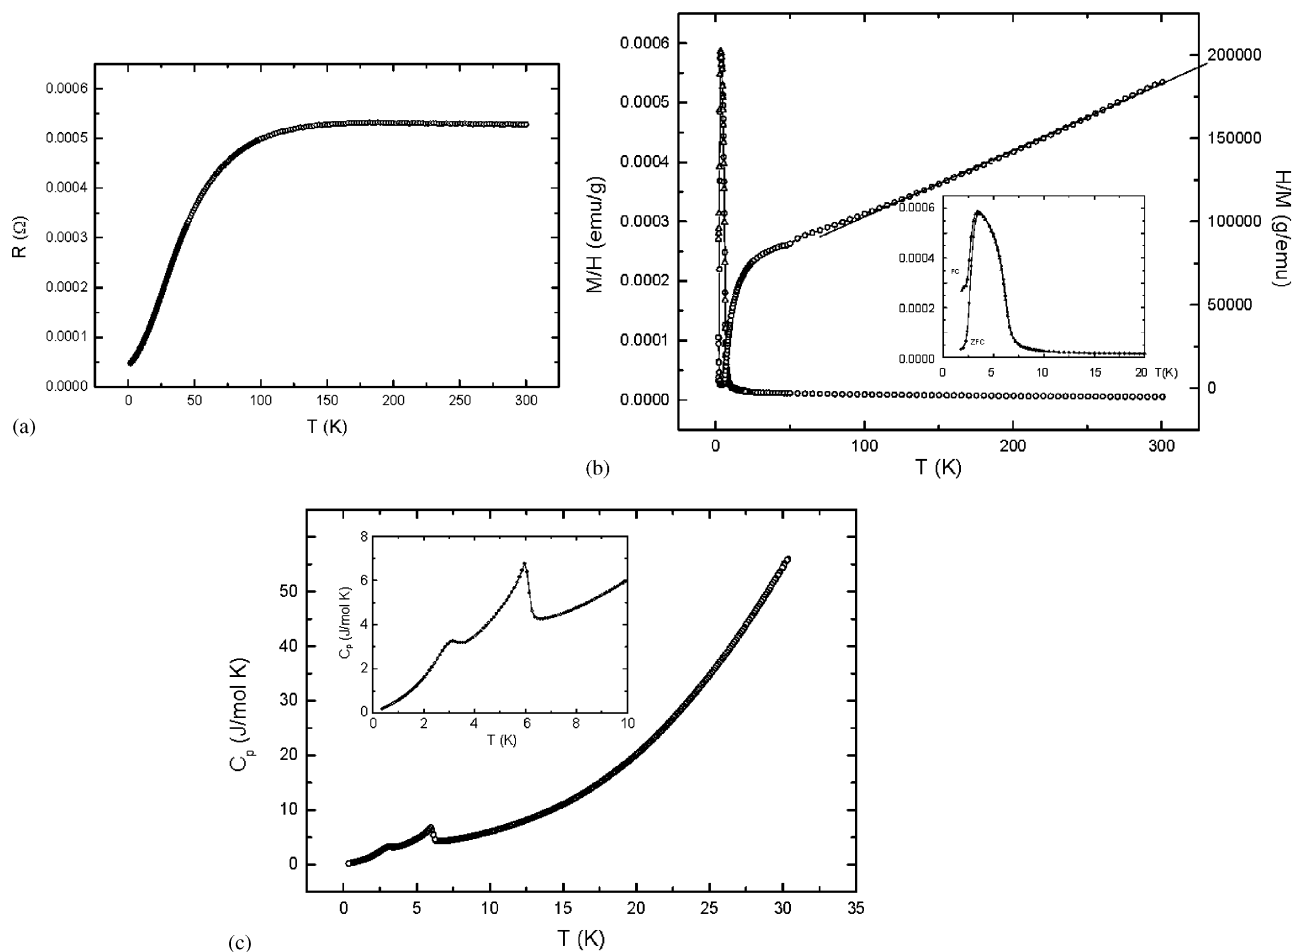 0.0006
0.0005
0.0004
0.0003
0.0002
0.0001
0.0000
R (Ω)
0 50 100 150 200 250 300
T (K)
(a)
0.0006
0.0005
0.0004
0.0003
0.0002
0.0001
0.0000
M/H (emu/g)
200000
150000
100000
50000
0
H/M (g/emu)
0.0006
0.0004
0.0002
0.0000
FC
ZFC
0 5 10 15 20
T(K)
0 100 200 300
T (K)
(b)
50
40
30
20
10
0
C_p (J/mol K)
8
6
4
2
0
C_p (J/mol K)
0 2 4 6 8 10
T (K)
0 5 10 15 20 25 30 35
T (K)
(c)